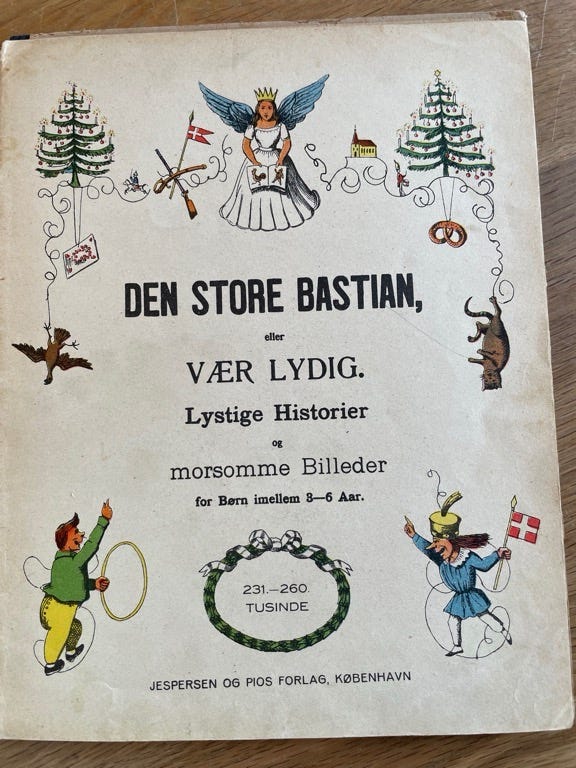 DEN STORE BASTIAN,
eller
VÆR LYDIG.
Lystige Historier
og
morsomme Billeder
for Børn imellem 3—6 Aar.
231.—260.
TUSINDE
JESPERSEN OG PIOS FORLAG, KØBENHAVN